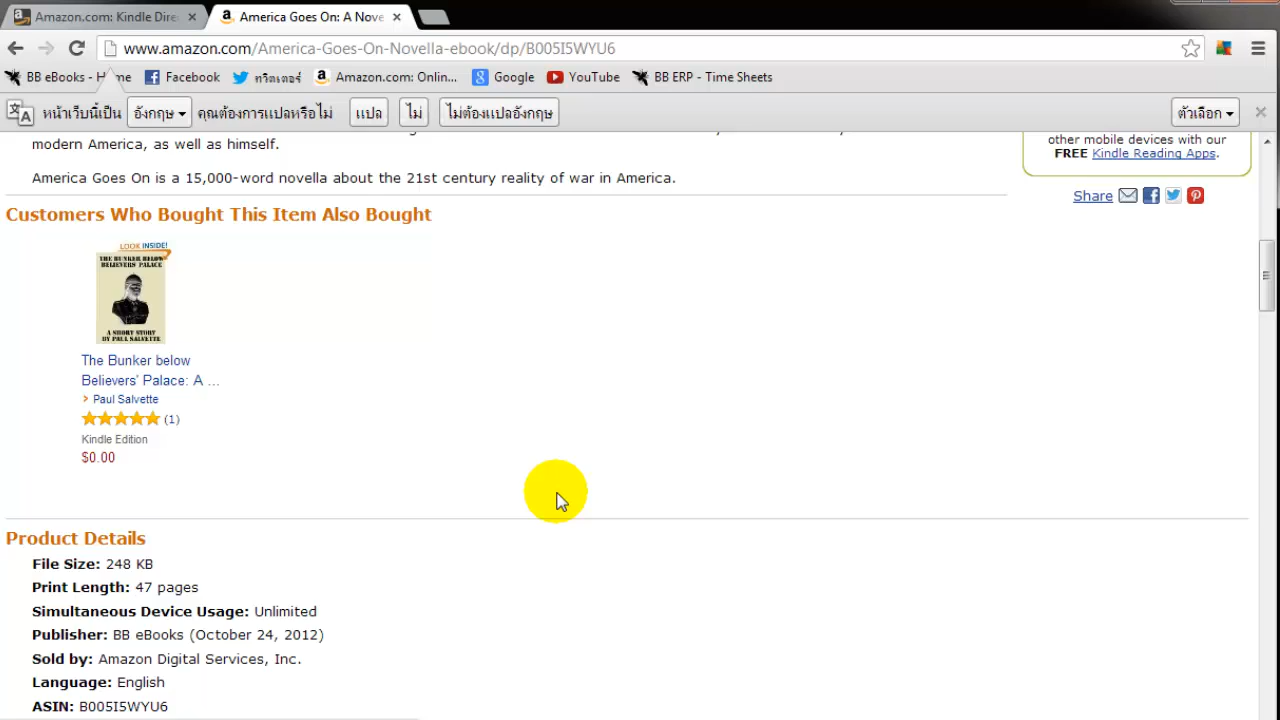 Amazon.com: Kindle Dire
America Goes On: A Nove
www.amazon.com/America-Goes-On-Novella-ebook/dp/B005I5WYU6
BB eBooks - Home
Facebook
ทริตเตอร์
Amazon.com: Onlin...
Google
YouTube
BB ERP - Time Sheets
หน้าเว็บนี้เป็น อังกฤษ คุณต้องการแปลหรือไม่ แปล ไม่ ไม่ต้องแปลอังกฤษ ตัวเลือก
modern America, as well as himself.
other mobile devices with our
FREE Kindle Reading Apps.
America Goes On is a 15,000-word novella about the 21st century reality of war in America.
Share
Customers Who Bought This Item Also Bought
LOOK INSIDE!
THE BUNKER BELOW
BELIEVERS' PALACE
A SHORT STORY
BY PAUL SALVETTE
The Bunker below
Believers' Palace: A ...
Paul Salvette
(1)
Kindle Edition
$0.00
Product Details
File Size: 248 KB
Print Length: 47 pages
Simultaneous Device Usage: Unlimited
Publisher: BB eBooks (October 24, 2012)
Sold by: Amazon Digital Services, Inc.
Language: English
ASIN: B005I5WYU6